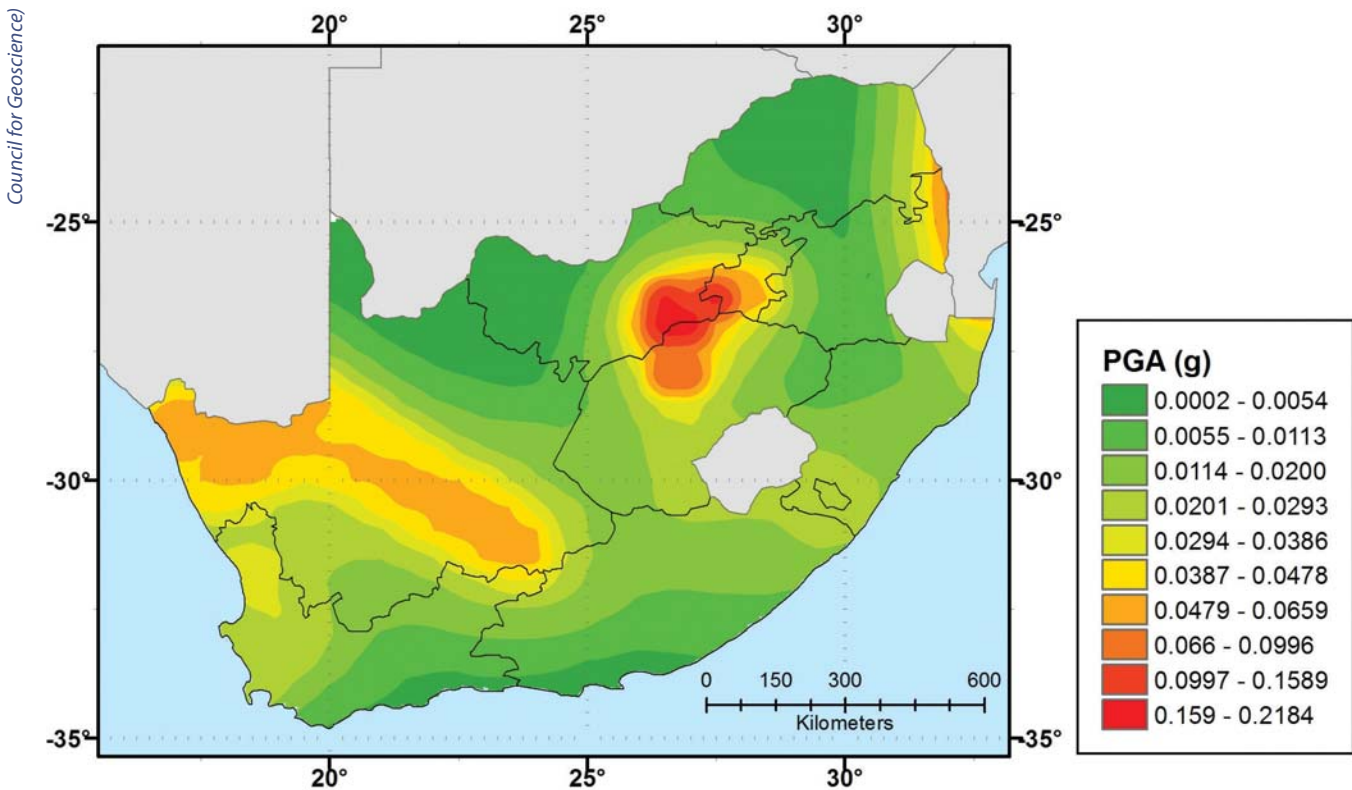 Council for Geoscience)
20° 25° 30°
-25° -25°
-30° -30°
-35° -35°
20° 25° 30°
0 150 300 600
Kilometers
PGA (g)
0.0002 - 0.0054
0.0055 - 0.0113
0.0114 - 0.0200
0.0201 - 0.0293
0.0294 - 0.0386
0.0387 - 0.0478
0.0479 - 0.0659
0.066 - 0.0996
0.0997 - 0.1589
0.159 - 0.2184